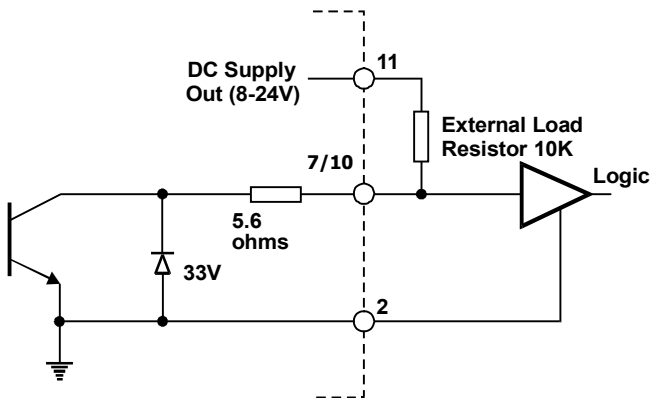 11
DC Supply
Out (8-24V)
External Load
Resistor 10K
7/10
Logic
5.6
ohms
33V
2